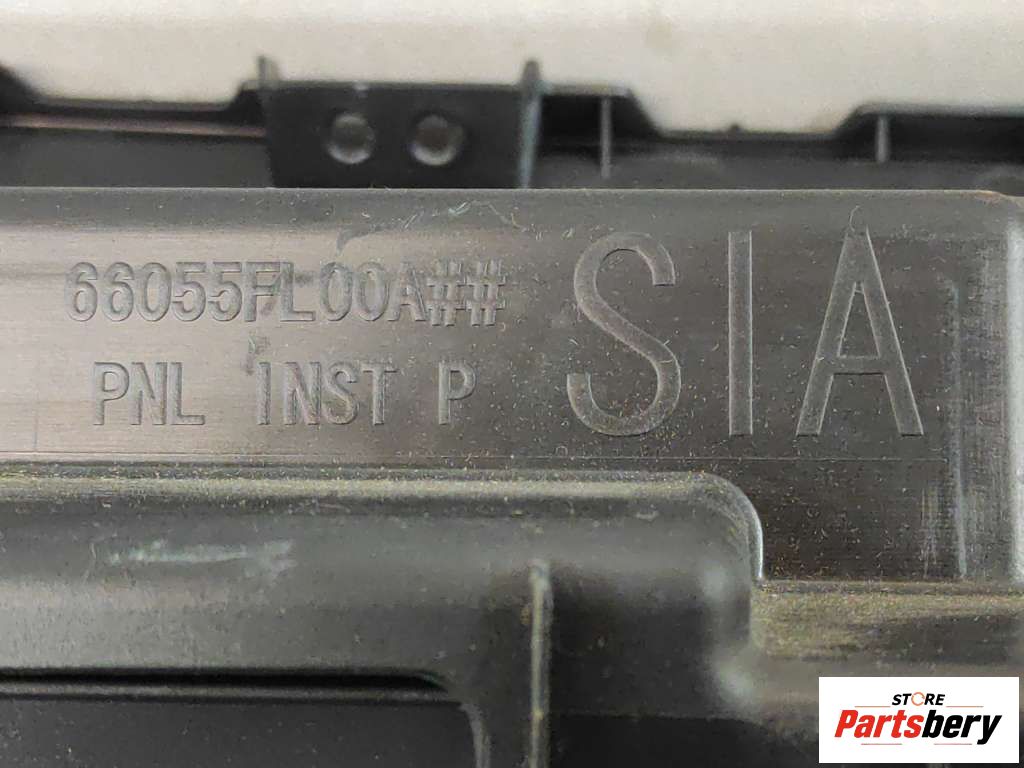 66055FL00A##
PNL INST P
SIA
STORE
Partsbery